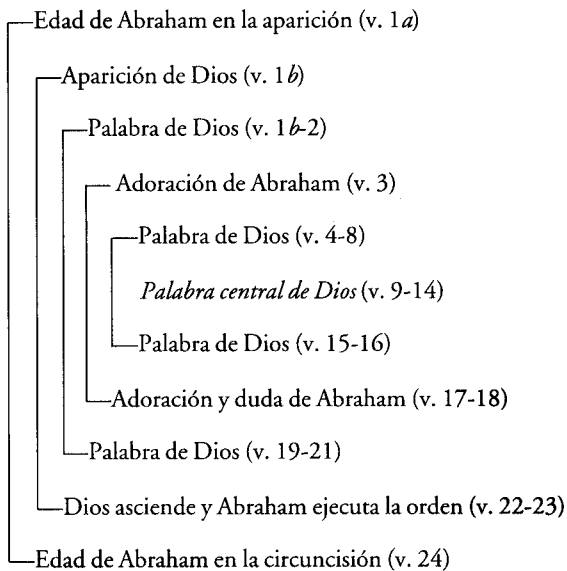 Edad de Abraham en la aparición (v. 1a)
Aparición de Dios (v. 1b)
Palabra de Dios (v. 1b-2)
Adoración de Abraham (v. 3)
Palabra de Dios (v. 4-8)
Palabra central de Dios (v. 9-14)
Palabra de Dios (v. 15-16)
Adoración y duda de Abraham (v. 17-18)
Palabra de Dios (v. 19-21)
Dios asciende y Abraham ejecuta la orden (v. 22-23)
Edad de Abraham en la circuncisión (v. 24)